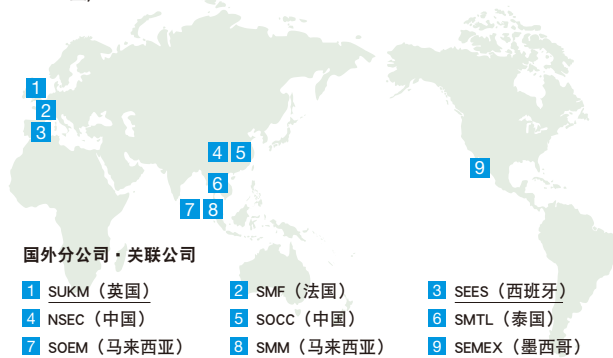 1
2
3
4 5
6
7 8
9
国外分公司・关联公司
1 SUKM（英国） 2 SMF（法国） 3 SEES（西班牙）
4 NSEC（中国） 5 SOCC（中国） 6 SMTL（泰国）
7 SOEM（马来西亚） 8 SMM（马来西亚） 9 SEMEX（墨西哥）